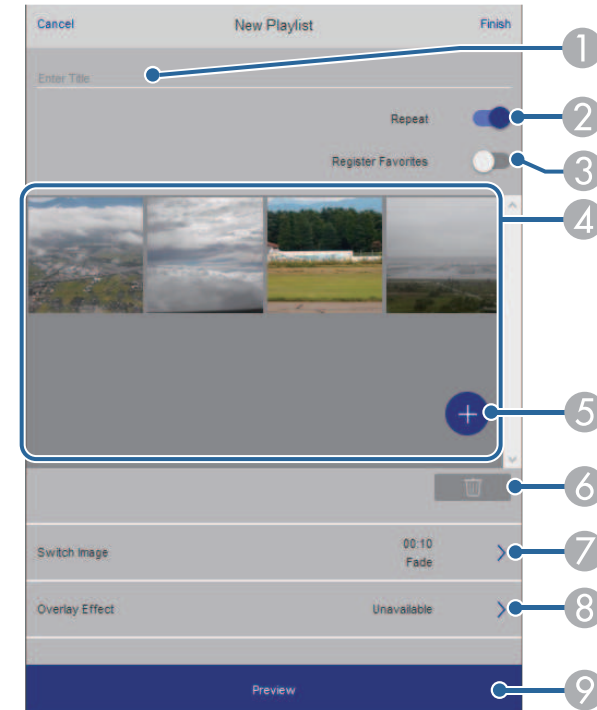 Cancel New Playlist Finish
1
Enter Title
Repeat 2
Register Favorites 3
4
5
6
Switch Image 00:10 Fade 7
Overlay Effect Unavailable 8
Preview 9